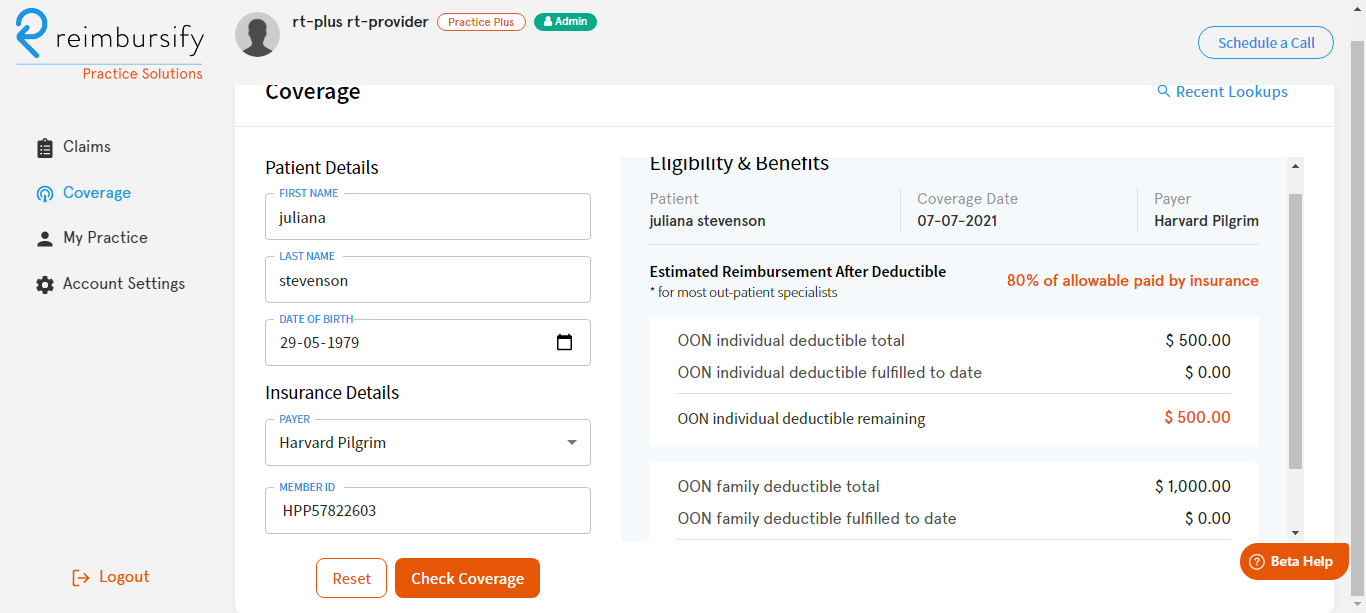 reimbursify
Practice Solutions
rt-plus rt-provider Practice Plus Admin
Schedule a Call
Claims
Coverage
My Practice
Account Settings
Logout
Coverage
Recent Lookups
Patient Details
FIRST NAME
juliana
LAST NAME
stevenson
DATE OF BIRTH
29-05-1979
Insurance Details
PAYER
Harvard Pilgrim
MEMBER ID
HPP57822603
Reset Check Coverage
Eligibility & Benefits
Patient Coverage Date Payer
juliana stevenson 07-07-2021 Harvard Pilgrim
Estimated Reimbursement After Deductible
* for most out-patient specialists
80% of allowable paid by insurance
OON individual deductible total $ 500.00
OON individual deductible fulfilled to date $ 0.00
OON individual deductible remaining $ 500.00
OON family deductible total $ 1,000.00
OON family deductible fulfilled to date $ 0.00
? Beta Help